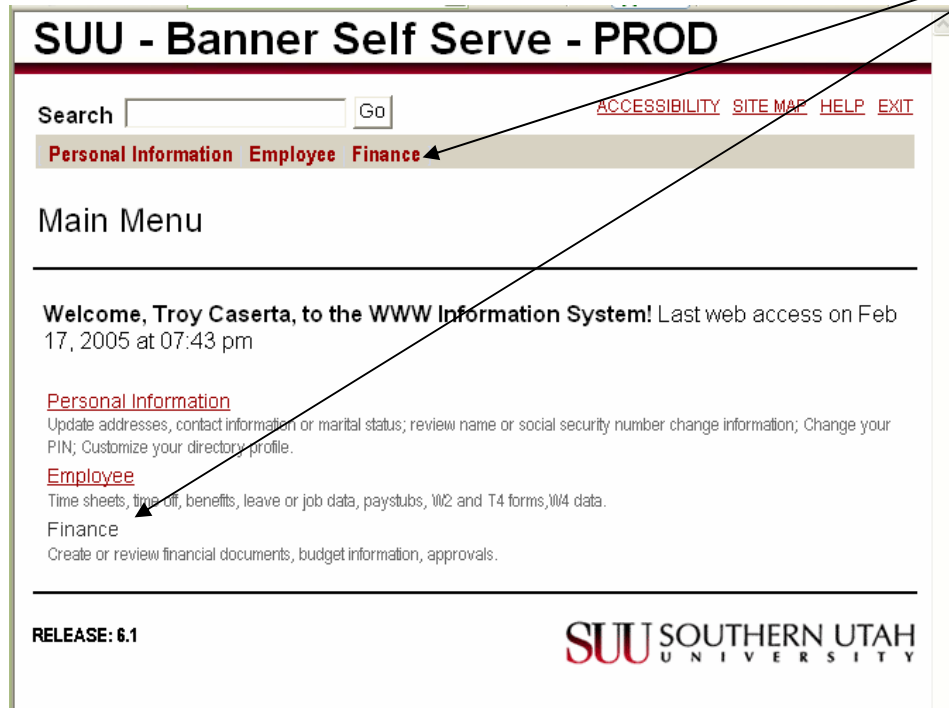 SUU - Banner Self Serve - PROD
Search Go ACCESSIBILITY SITE MAP HELP EXIT
Personal Information Employee Finance
Main Menu
Welcome, Troy Caserta, to the WWW Information System! Last web access on Feb
17, 2005 at 07:43 pm
Personal Information
Update addresses, contact information or marital status; review name or social security number change information; Change your
PIN; Customize your directory profile.
Employee
Time sheets, time off, benefits, leave or job data, paystubs, W2 and T4 forms,W4 data.
Finance
Create or review financial documents, budget information, approvals.
RELEASE: 6.1
SUU SOUTHERN UTAH
UNIVERSITY